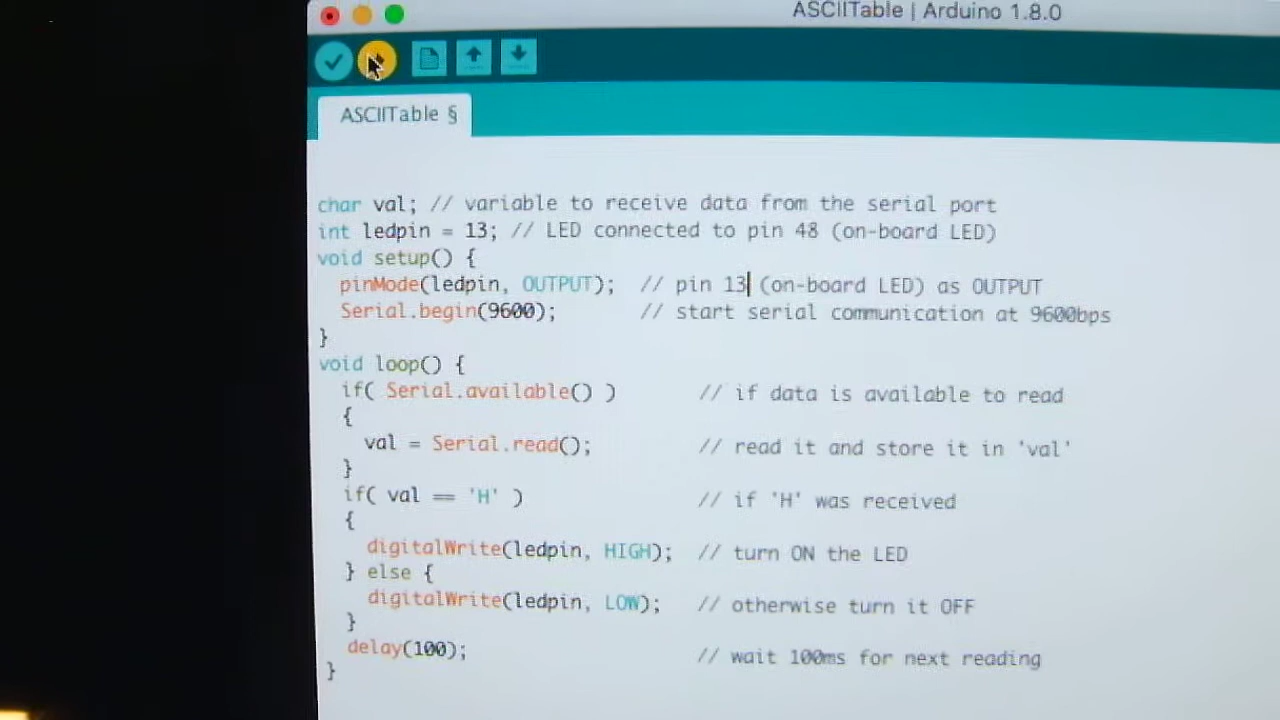 ASCIITable | Arduino 1.8.0
ASCIITable §
char val; // variable to receive data from the serial port
int ledpin = 13; // LED connected to pin 48 (on-board LED)
void setup() {
pinMode(ledpin, OUTPUT); // pin 13 (on-board LED) as OUTPUT
Serial.begin(9600); // start serial communication at 9600bps
}
void loop() {
if( Serial.available() ) // if data is available to read
{
val = Serial.read(); // read it and store it in 'val'
}
if( val == 'H' ) // if 'H' was received
{
digitalWrite(ledpin, HIGH); // turn ON the LED
} else {
digitalWrite(ledpin, LOW); // otherwise turn it OFF
}
delay(100); // wait 100ms for next reading
}